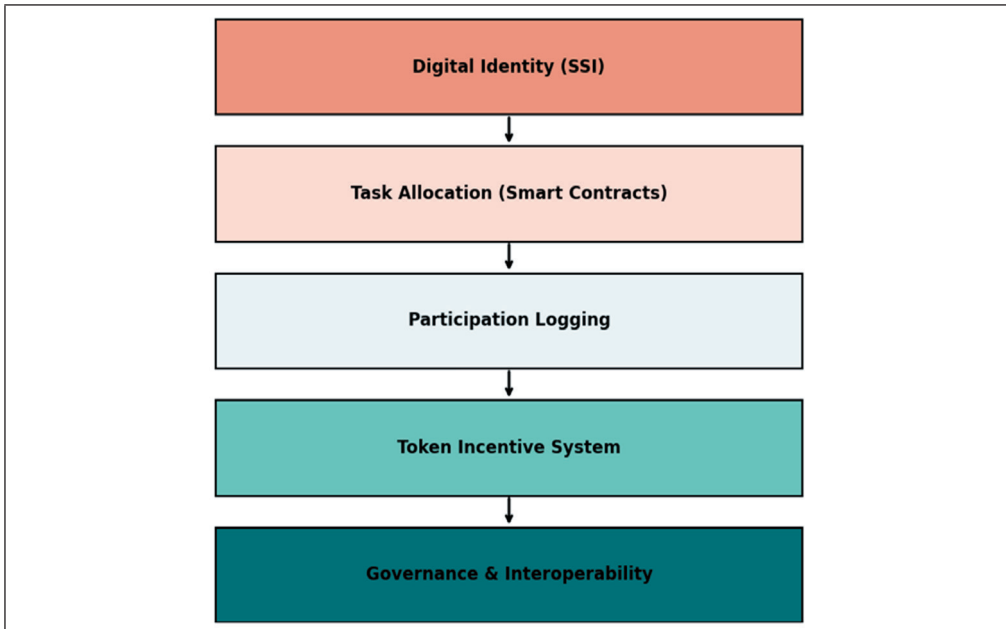 Digital Identity (SSI)
Task Allocation (Smart Contracts)
Participation Logging
Token Incentive System
Governance & Interoperability